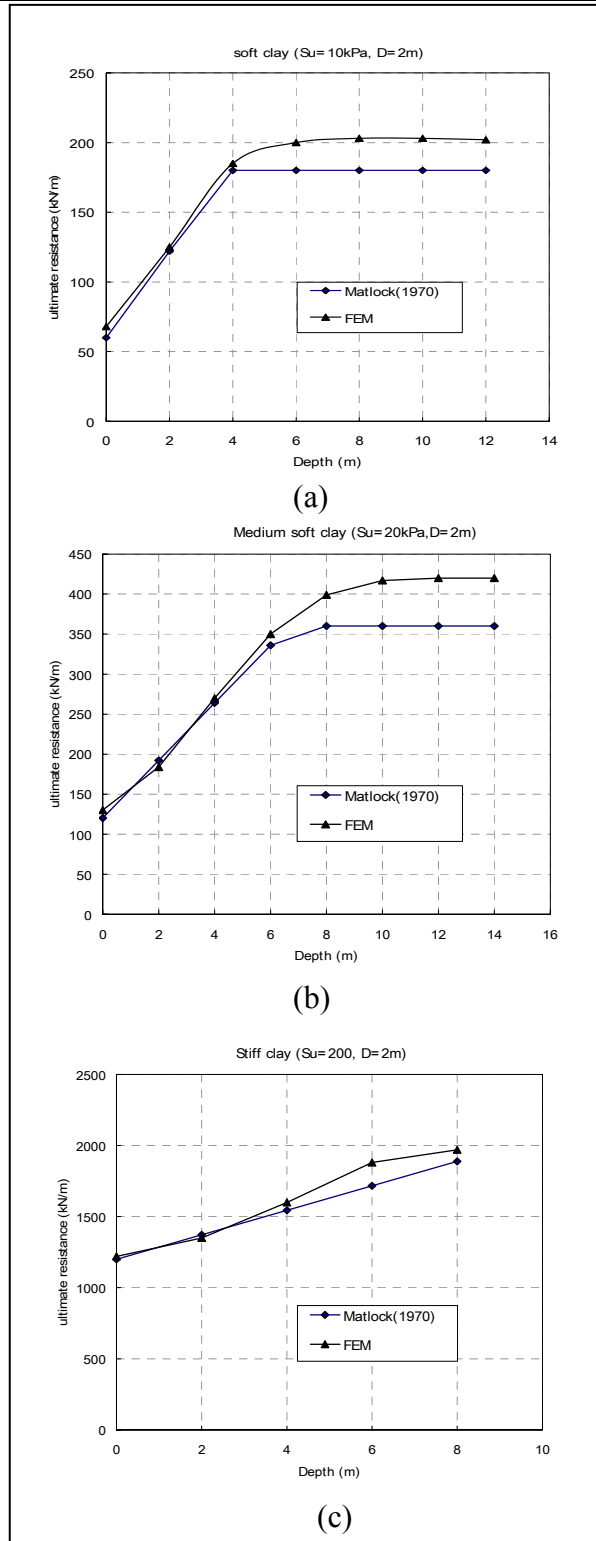 soft clay (Su=10kPa, D=2m)
250
200
150
100
50
0
ultimate resistance (kN/m)
Matlock(1970)
FEM
0 2 4 6 8 10 12 14
Depth (m)
(a)
Medium soft clay (Su=20kPa,D=2m)
450
400
350
300
250
200
150
100
50
0
ultimate resistance (kN/m)
Matlock(1970)
FEM
0 2 4 6 8 10 12 14 16
Depth (m)
(b)
Stiff clay (Su=200, D=2m)
2500
2000
1500
1000
500
0
ultimate resistance (kN/m)
Matlock(1970)
FEM
0 2 4 6 8 10
Depth (m)
(c)